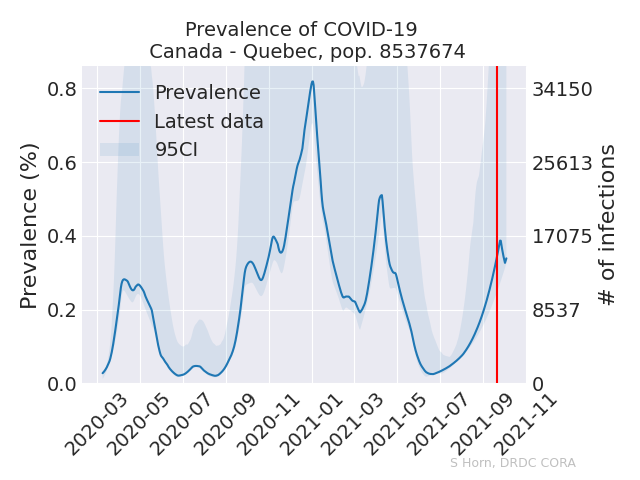 Prevalence of COVID-19
Canada - Quebec, pop. 8537674
Prevalence
Latest data
95CI
Prevalence (%)
0.8
0.6
0.4
0.2
0.0
34150
25613
17075
8537
0
# of infections
2020-03
2020-05
2020-07
2020-09
2020-11
2021-01
2021-03
2021-05
2021-07
2021-09
2021-11
S Horn, DRDC CORA